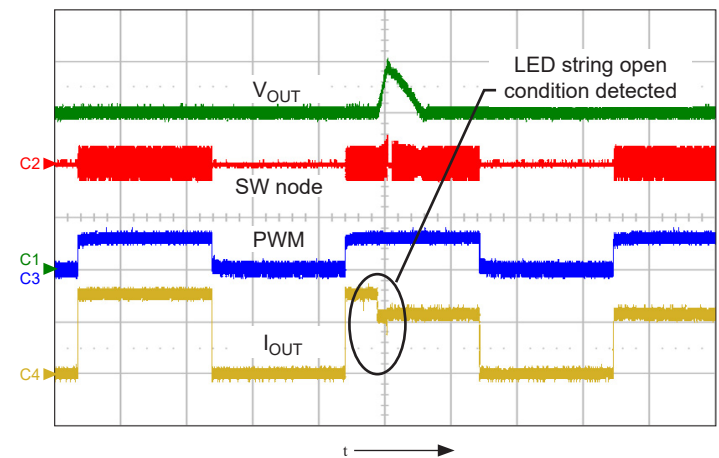 LED string open
condition detected
VOUT
C2
SW node
PWM
C1
C3
IOUT
C4
t